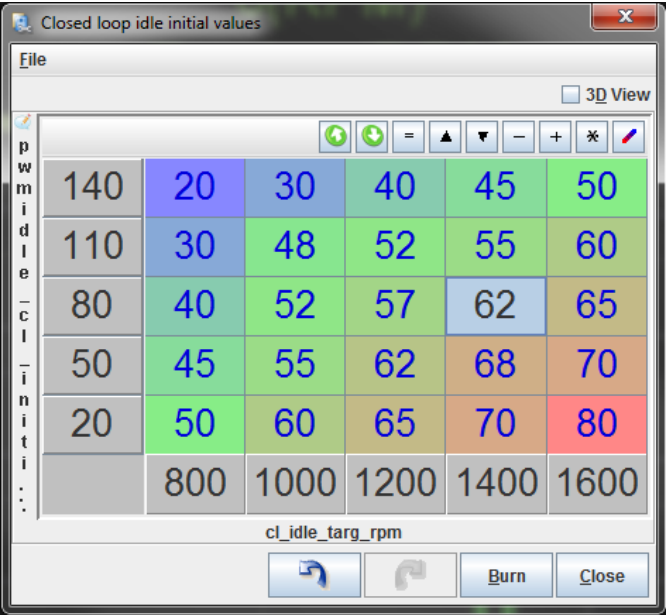 Closed loop idle initial values
File
3D View
= − + *
pwmidle_cl_initi...
140 20 30 40 45 50
110 30 48 52 55 60
80 40 52 57 62 65
50 45 55 62 68 70
20 50 60 65 70 80
800 1000 1200 1400 1600
cl_idle_targ_rpm
Burn Close